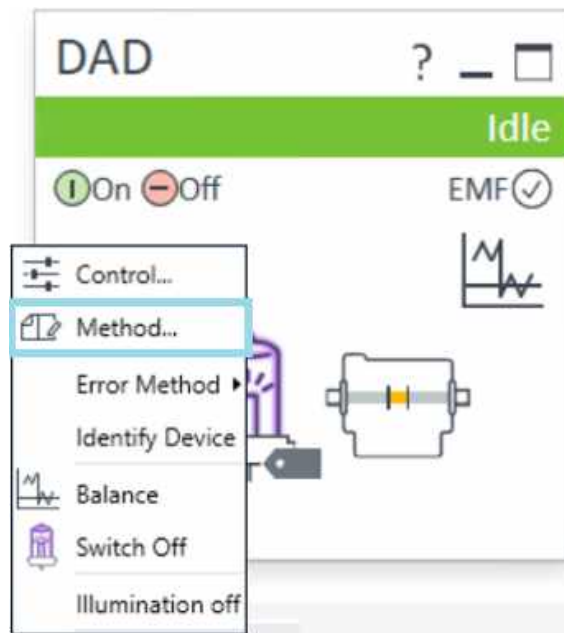 DAD ?
Idle
On Off EMF
Control...
Method...
Error Method
Identify Device
Balance
Switch Off
Illumination off